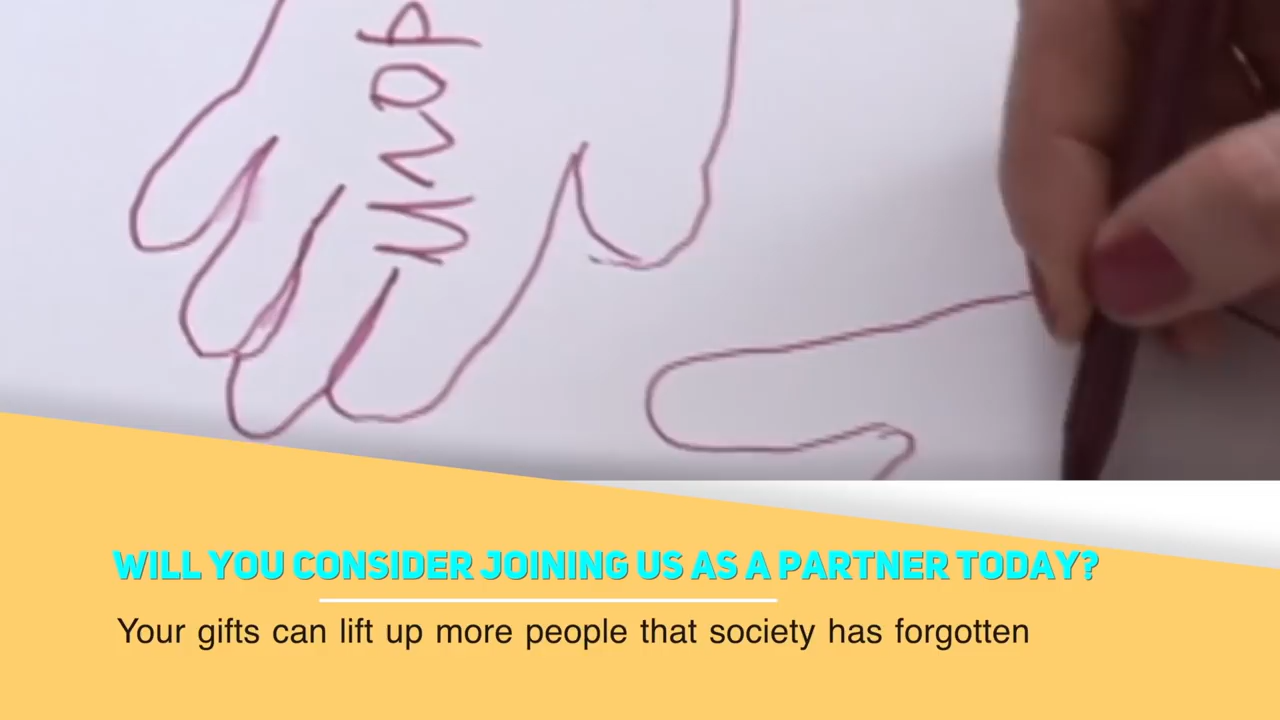 WILL YOU CONSIDER JOINING US AS A PARTNER TODAY?
Your gifts can lift up more people that society has forgotten